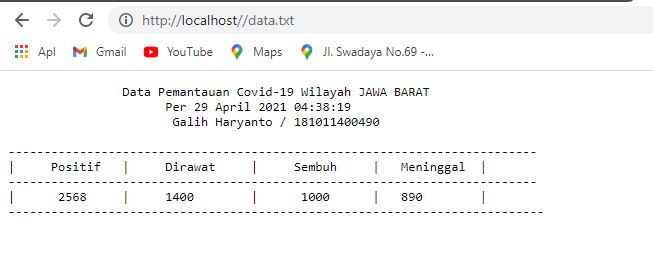 http://localhost//data.txt
Apl Gmail YouTube Maps Jl. Swadaya No.69 -...
Data Pemantauan Covid-19 Wilayah JAWA BARAT
Per 29 April 2021 04:38:19
Galih Haryanto / 181011400490
--------------------------------------------------------------------------
| Positif | Dirawat | Sembuh | Meninggal |
--------------------------------------------------------------------------
| 2568 | 1400 | 1000 | 890 |
---------------------------------------------------------------------------